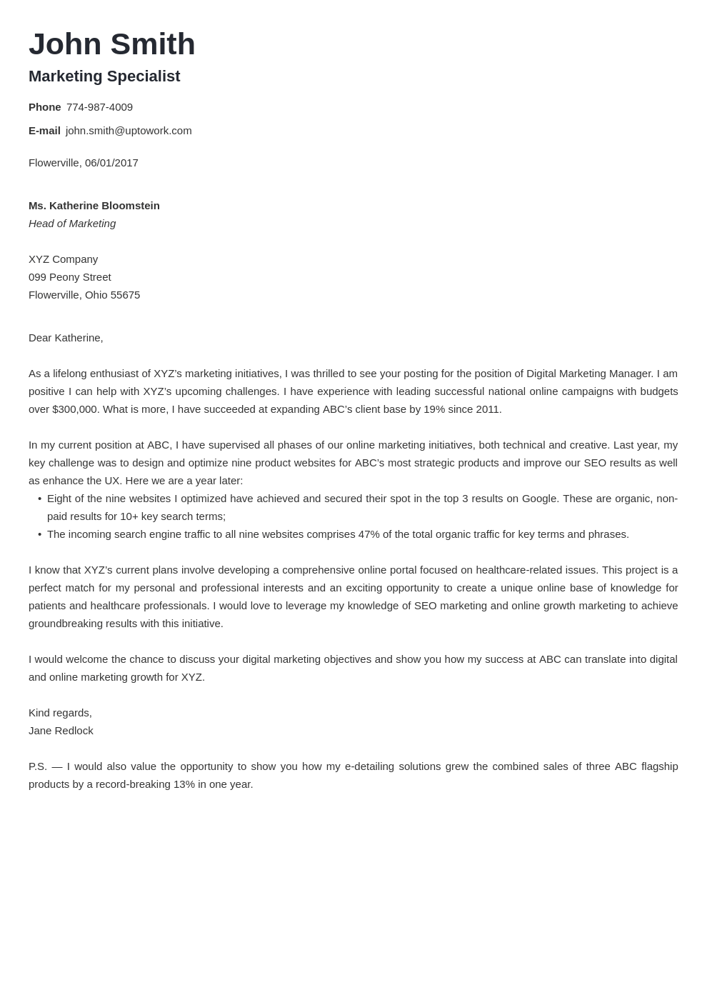 John Smith
Marketing Specialist
Phone 774-987-4009
E-mail john.smith@uptowork.com
Flowerville, 06/01/2017
Ms. Katherine Bloomstein
Head of Marketing
XYZ Company
099 Peony Street
Flowerville, Ohio 55675
Dear Katherine,
As a lifelong enthusiast of XYZ’s marketing initiatives, I was thrilled to see your posting for the position of Digital Marketing Manager. I am
positive I can help with XYZ’s upcoming challenges. I have experience with leading successful national online campaigns with budgets
over $300,000. What is more, I have succeeded at expanding ABC’s client base by 19% since 2011.
In my current position at ABC, I have supervised all phases of our online marketing initiatives, both technical and creative. Last year, my
key challenge was to design and optimize nine product websites for ABC’s most strategic products and improve our SEO results as well
as enhance the UX. Here we are a year later:
• Eight of the nine websites I optimized have achieved and secured their spot in the top 3 results on Google. These are organic, non-
paid results for 10+ key search terms;
• The incoming search engine traffic to all nine websites comprises 47% of the total organic traffic for key terms and phrases.
I know that XYZ’s current plans involve developing a comprehensive online portal focused on healthcare-related issues. This project is a
perfect match for my personal and professional interests and an exciting opportunity to create a unique online base of knowledge for
patients and healthcare professionals. I would love to leverage my knowledge of SEO marketing and online growth marketing to achieve
groundbreaking results with this initiative.
I would welcome the chance to discuss your digital marketing objectives and show you how my success at ABC can translate into digital
and online marketing growth for XYZ.
Kind regards,
Jane Redlock
P.S. — I would also value the opportunity to show you how my e-detailing solutions grew the combined sales of three ABC flagship
products by a record-breaking 13% in one year.